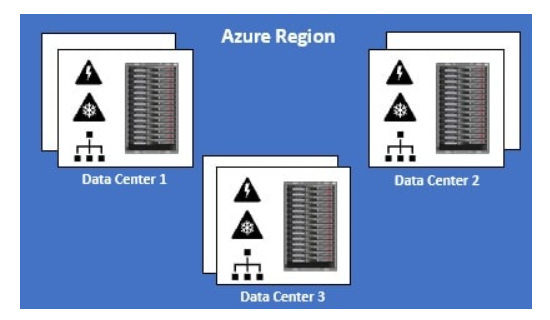 Azure Region
Data Center 1
Data Center 2
Data Center 3